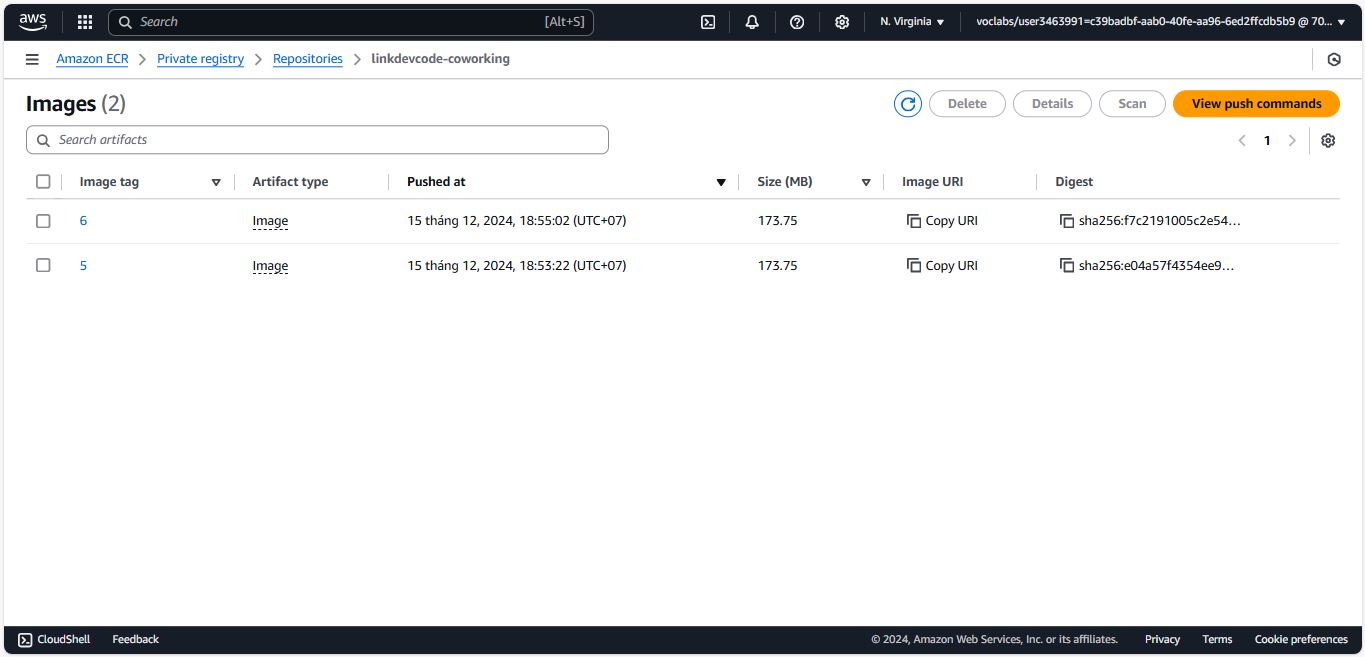 aws Search [Alt+S] N. Virginia voclabs/user3463991=c39badbf-aab0-40fe-aa96-6ed2ffcdb5b9 @ 70...
Amazon ECR Private registry Repositories linkdevcode-coworking
Images (2) Delete Details Scan View push commands
Search artifacts 1
Image tag Artifact type Pushed at Size (MB) Image URI Digest
6 Image 15 tháng 12, 2024, 18:55:02 (UTC+07) 173.75 Copy URI sha256:f7c2191005c2e54...
5 Image 15 tháng 12, 2024, 18:53:22 (UTC+07) 173.75 Copy URI sha256:e04a57f4354ee9...
CloudShell Feedback © 2024, Amazon Web Services, Inc. or its affiliates. Privacy Terms Cookie preferences